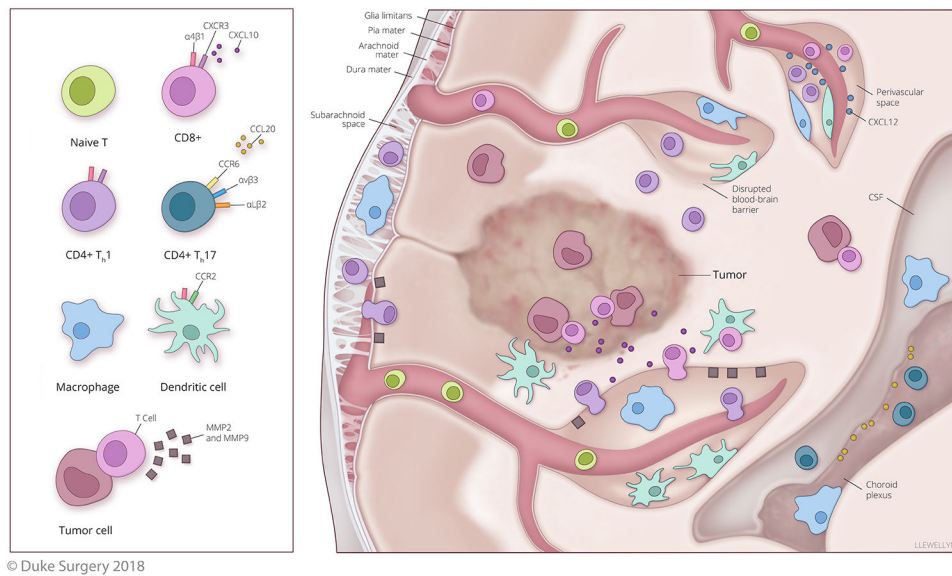 α4β1
CXCR3
CXCL10
Naive T
CD8+
CCL20
CCR6
αvβ3
αLβ2
CD4+ Th1
CD4+ Th17
CCR2
Macrophage
Dendritic cell
T Cell
MMP2
and MMP9
Tumor cell
Glia limitans
Pia mater
Arachnoid
mater
Dura mater
Subarachnoid
space
Perivascular
space
CXCL12
Disrupted
blood-brain
barrier
CSF
Tumor
Choroid
plexus
© Duke Surgery 2018